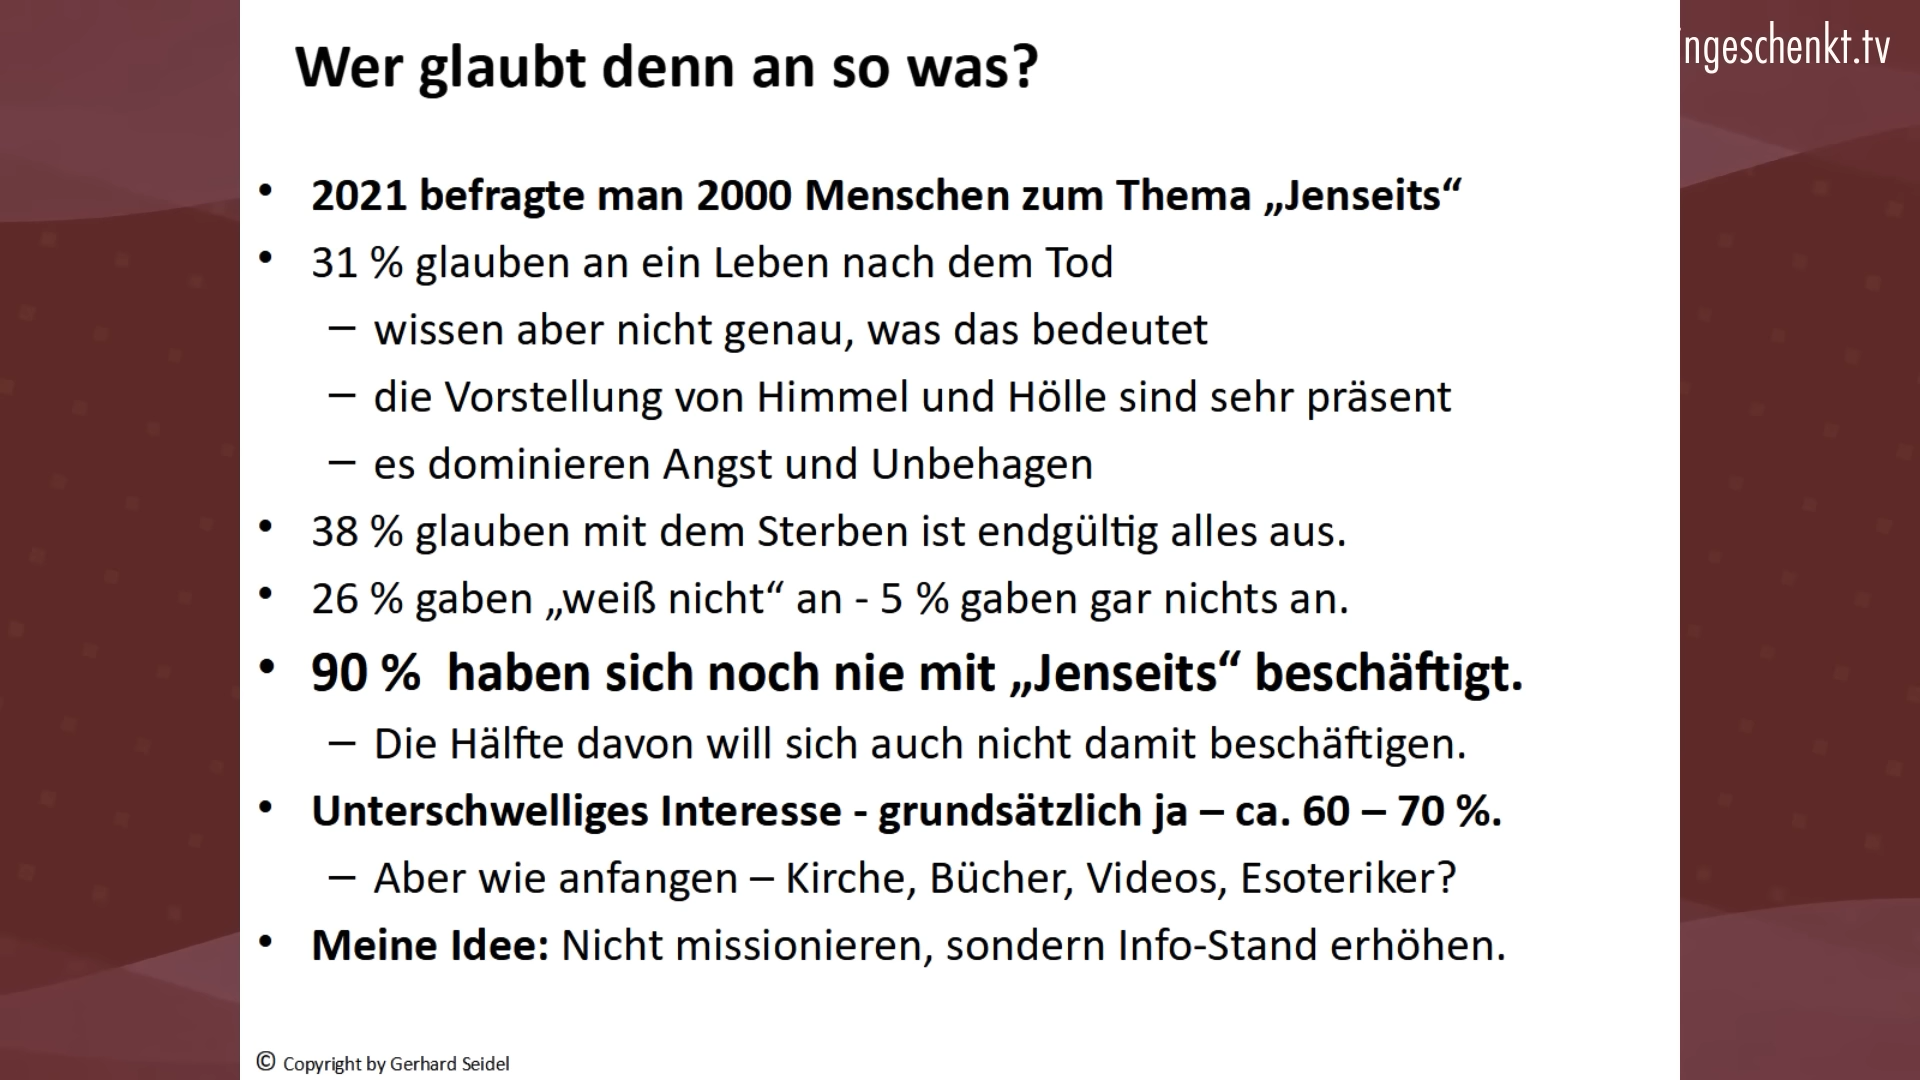 Wer glaubt denn an so was?
ngeschenkt.tv
• 2021 befragte man 2000 Menschen zum Thema „Jenseits“
• 31 % glauben an ein Leben nach dem Tod
– wissen aber nicht genau, was das bedeutet
– die Vorstellung von Himmel und Hölle sind sehr präsent
– es dominieren Angst und Unbehagen
• 38 % glauben mit dem Sterben ist endgültig alles aus.
• 26 % gaben „weiß nicht“ an - 5 % gaben gar nichts an.
• 90 %  haben sich noch nie mit „Jenseits“ beschäftigt.
– Die Hälfte davon will sich auch nicht damit beschäftigen.
• Unterschwelliges Interesse - grundsätzlich ja – ca. 60 – 70 %.
– Aber wie anfangen – Kirche, Bücher, Videos, Esoteriker?
• Meine Idee: Nicht missionieren, sondern Info-Stand erhöhen.
© Copyright by Gerhard Seidel